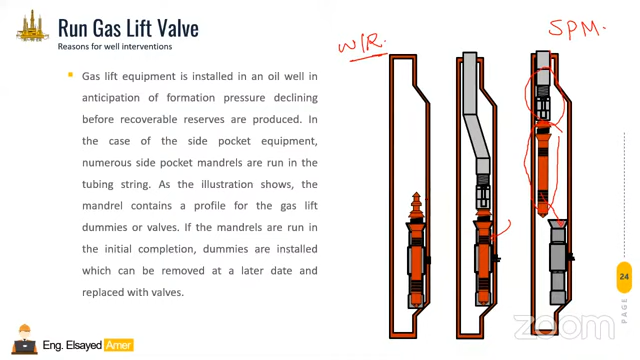 Run Gas Lift Valve
Reasons for well interventions
Gas lift equipment is installed in an oil well in
anticipation of formation pressure declining
before recoverable reserves are produced. In
the case of the side pocket equipment,
numerous side pocket mandrels are run in the
tubing string. As the illustration shows, the
mandrel contains a profile for the gas lift
dummies or valves. If the mandrels are run in
the initial completion, dummies are installed
which can be removed at a later date and
replaced with valves.
W/R.
SPM.
24
PAGE
Eng. Elsayed Amer
zoom